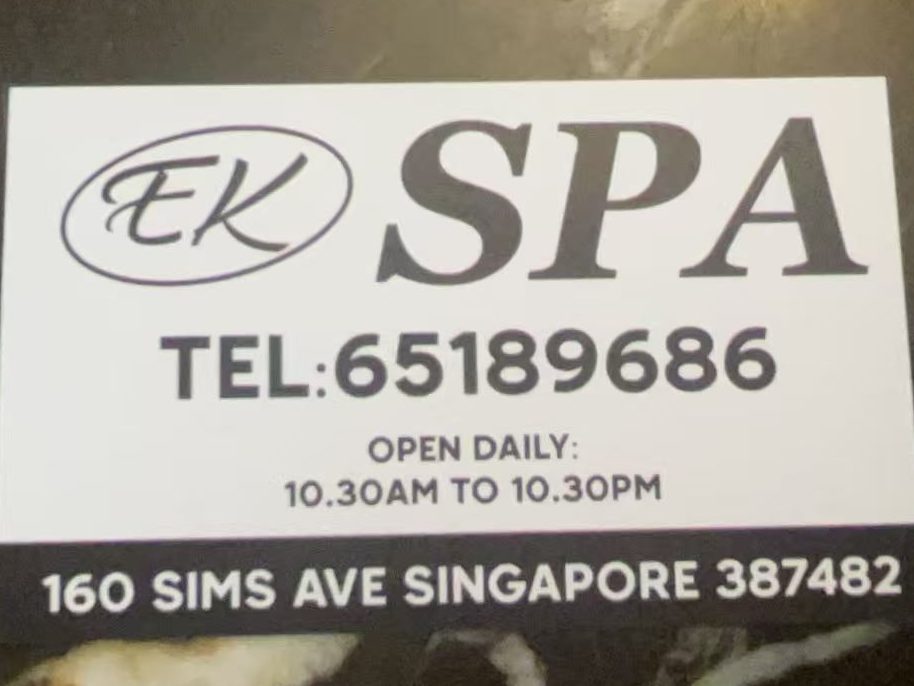 EK SPA
TEL:65189686
OPEN DAILY:
10.30AM TO 10.30PM
160 SIMS AVE SINGAPORE 387482